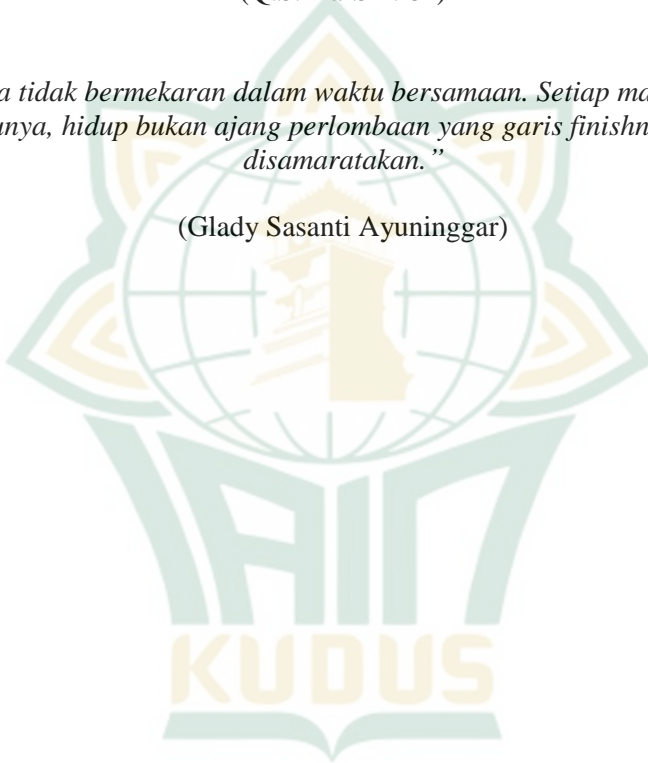 a tidak bermekaran dalam waktu bersamaan. Setiap ma
unya, hidup bukan ajang perlombaan yang garis finishn
disamaratakan.”
(Glady Sasanti Ayuninggar)
IAIN
KUDUS